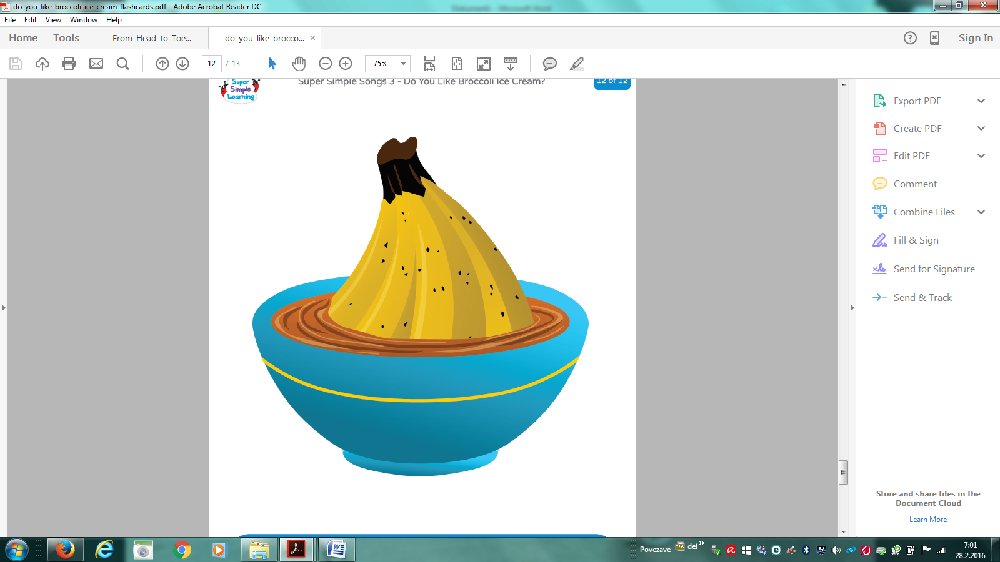 do-you-like-broccoli-ice-cream-flashcards.pdf - Adobe Acrobat Reader DC
Document1 - Microsoft Word
File Edit View Window Help
Home Tools From-Head-to-Toe... do-you-like-brocco... × Sign In
12 / 13 75%
Super Simple Learning
Super Simple Songs 3 - Do You Like Broccoli Ice Cream?
12 of 12
Export PDF
Create PDF
Edit PDF
Comment
Combine Files
Fill & Sign
Send for Signature
Send & Track
Store and share files in the
Document Cloud
Learn More
Povezave del » 7:01
28.2.2016